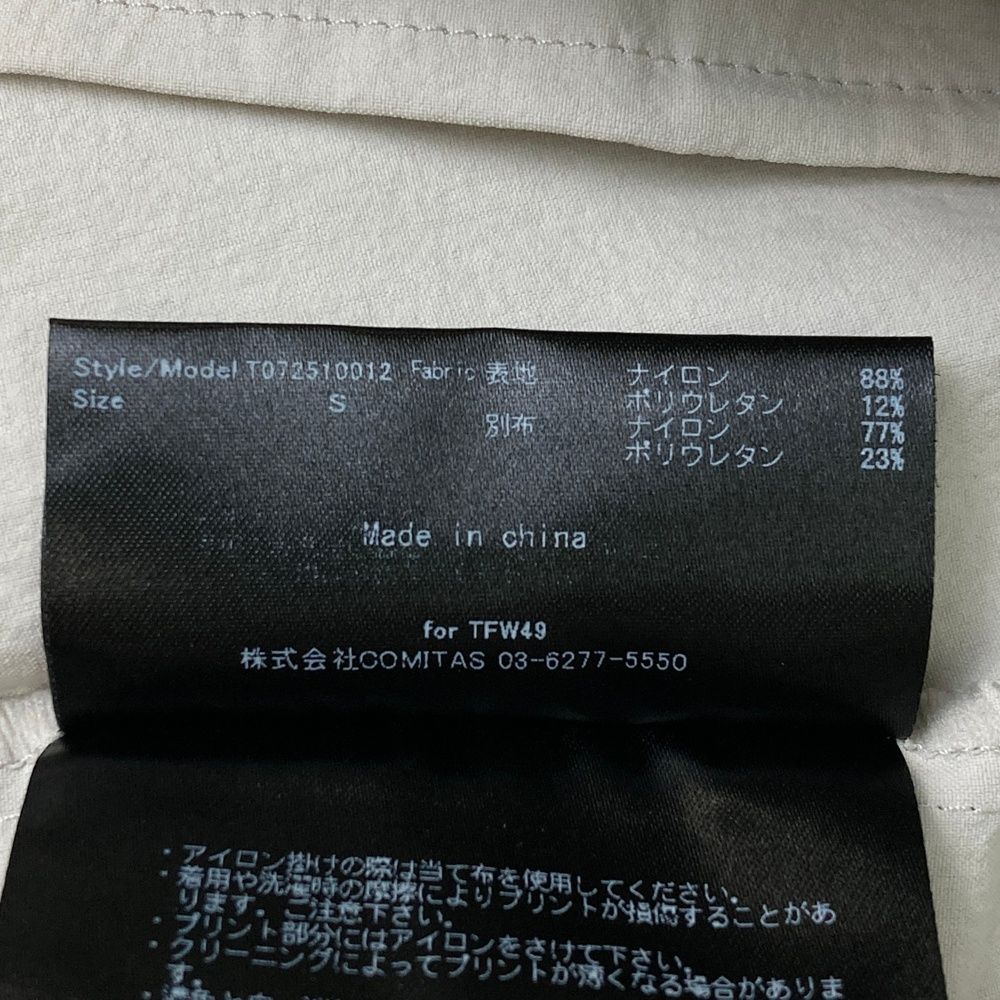 Style/Model T072510012 Fabric 表地 ナイロン 88%
Size S ポリウレタン 12%
別布 ナイロン 77%
ポリウレタン 23%
Made in china
for TFW49
株式会社COMITAS 03-6277-5550
・アイロン掛けの際は当て布を使用してください。
・着用や洗濯時の摩擦によりプリントが損傷することがあ
ります。ご注意下さい。
・プリント部分にはアイロンをさけて下さい。
・クリーニングによってプリントが薄くなる場合がありま
す。